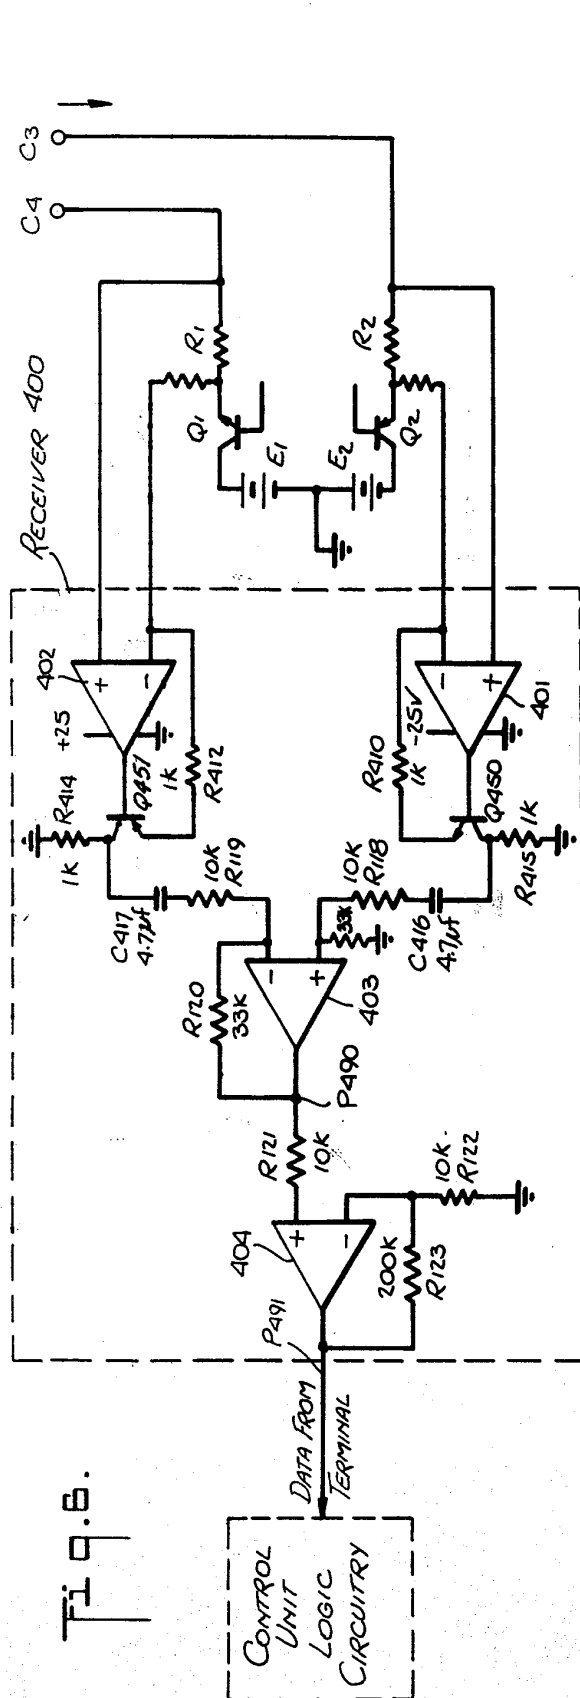 Fig.6.
CONTROL
UNIT
LOGIC
CIRCUITRY
DATA FROM
TERMINAL
P491
404
+
-
200K
R123
10K.
R122
R121
10K
P490
R120
33K
-
+
403
33K
C417
4.7µf
10K
R119
10K
R118
C416
4.7µf
R414
1K
Q451
1K
R412
R410
1K
Q450
R415
1K
402
+25
+
-
-25V
-
+
401
RECEIVER 400
Q1
R1
E1
E2
Q2
R2
C4
C3